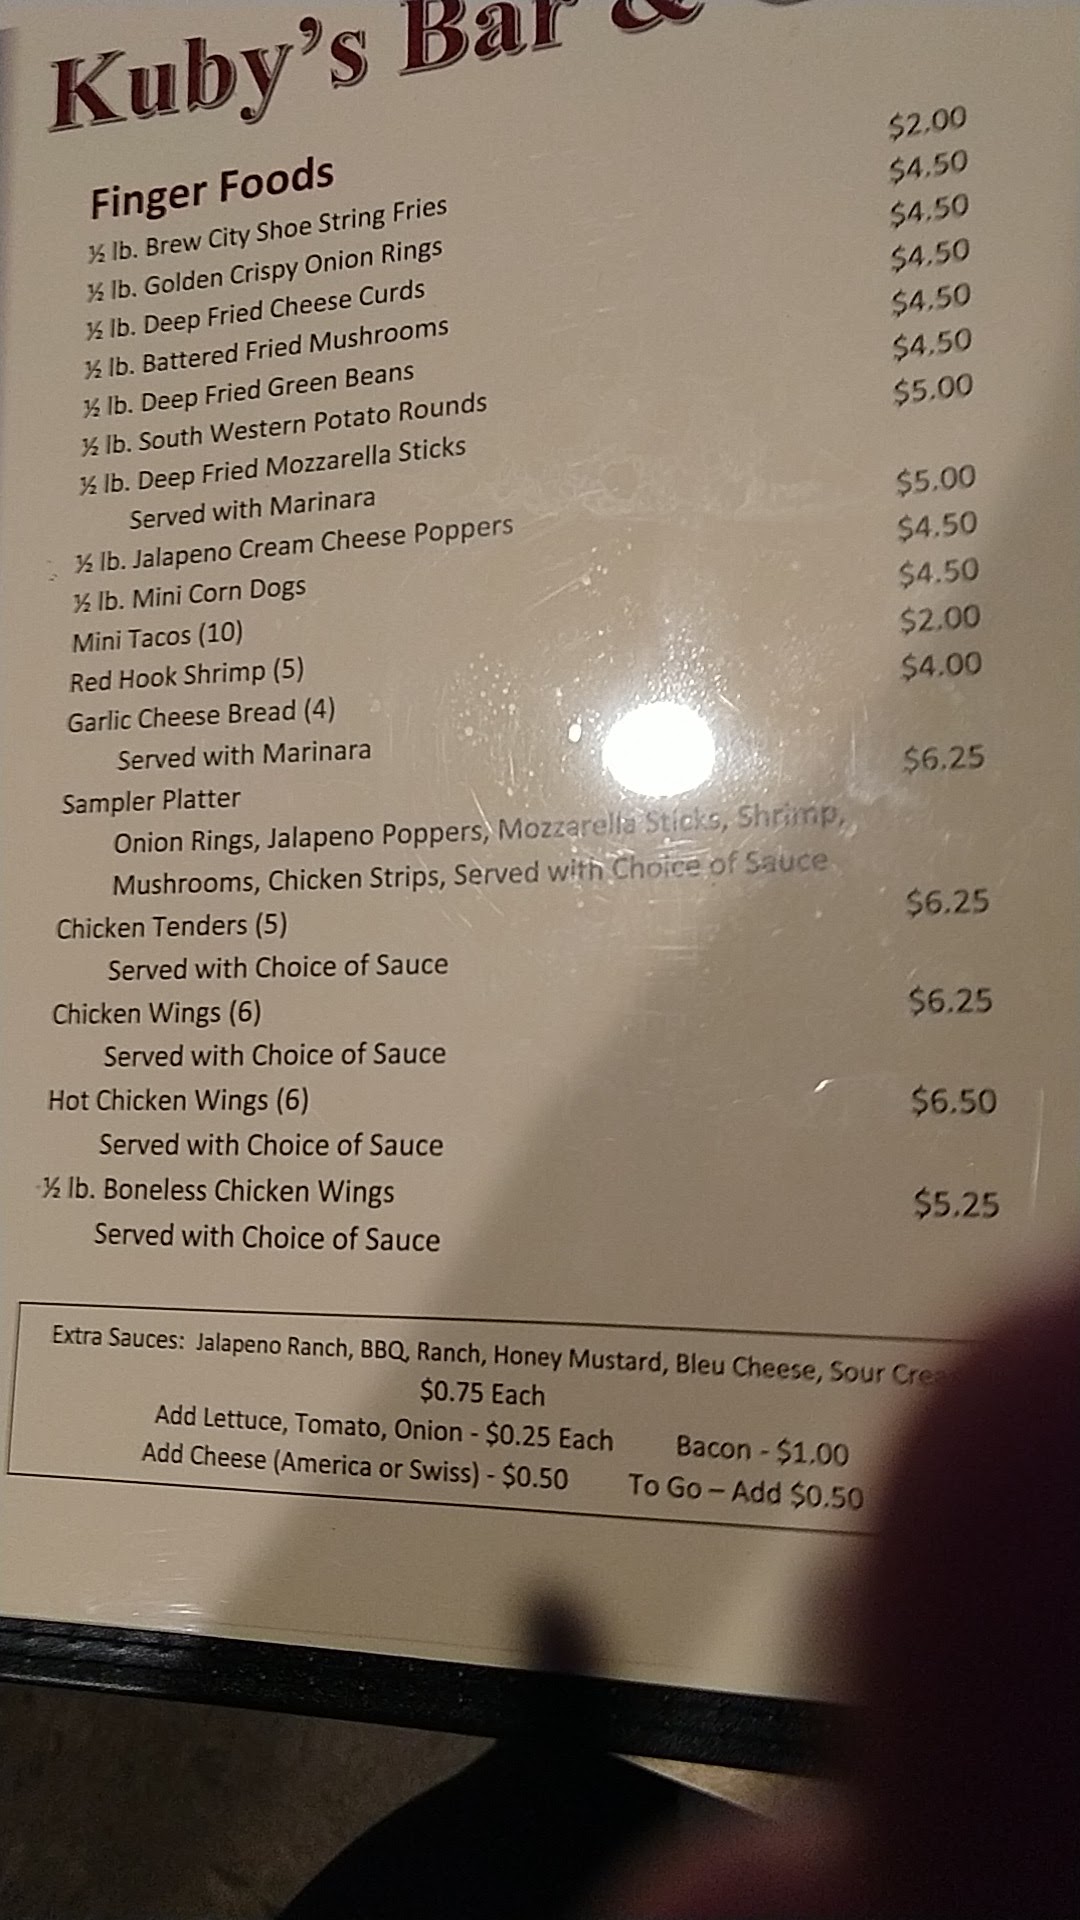 Kuby's Bar &
Finger Foods
½ lb. Brew City Shoe String Fries $2.00
½ lb. Golden Crispy Onion Rings $4.50
½ lb. Deep Fried Cheese Curds $4.50
½ lb. Battered Fried Mushrooms $4.50
½ lb. Deep Fried Green Beans $4.50
½ lb. South Western Potato Rounds $4.50
½ lb. Deep Fried Mozzarella Sticks $5.00
Served with Marinara
½ lb. Jalapeno Cream Cheese Poppers $5.00
½ lb. Mini Corn Dogs $4.50
Mini Tacos (10) $4.50
Red Hook Shrimp (5) $2.00
Garlic Cheese Bread (4) $4.00
Served with Marinara
Sampler Platter $6.25
Onion Rings, Jalapeno Poppers, Mozzarella Sticks, Shrimp,
Mushrooms, Chicken Strips, Served with Choice of Sauce
Chicken Tenders (5) $6.25
Served with Choice of Sauce
Chicken Wings (6) $6.25
Served with Choice of Sauce
Hot Chicken Wings (6) $6.50
Served with Choice of Sauce
½ lb. Boneless Chicken Wings $5.25
Served with Choice of Sauce
Extra Sauces: Jalapeno Ranch, BBQ, Ranch, Honey Mustard, Bleu Cheese, Sour
$0.75 Each
Add Lettuce, Tomato, Onion - $0.25 Each Bacon - $1.00
Add Cheese (America or Swiss) - $0.50 To Go – Add $0.50